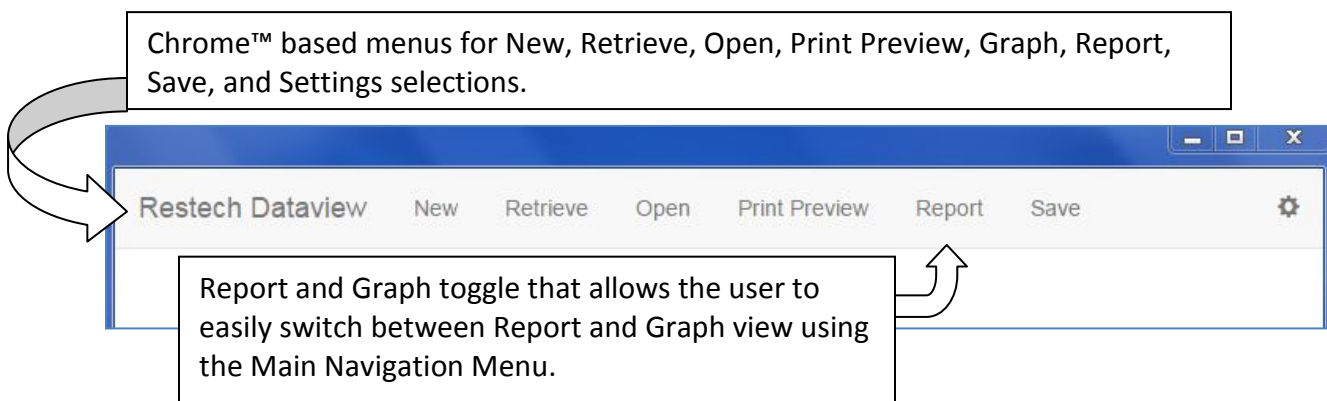 Chrome™ based menus for New, Retrieve, Open, Print Preview, Graph, Report,
Save, and Settings selections.
Restech Dataview New Retrieve Open Print Preview Report Save
Report and Graph toggle that allows the user to
easily switch between Report and Graph view using
the Main Navigation Menu.